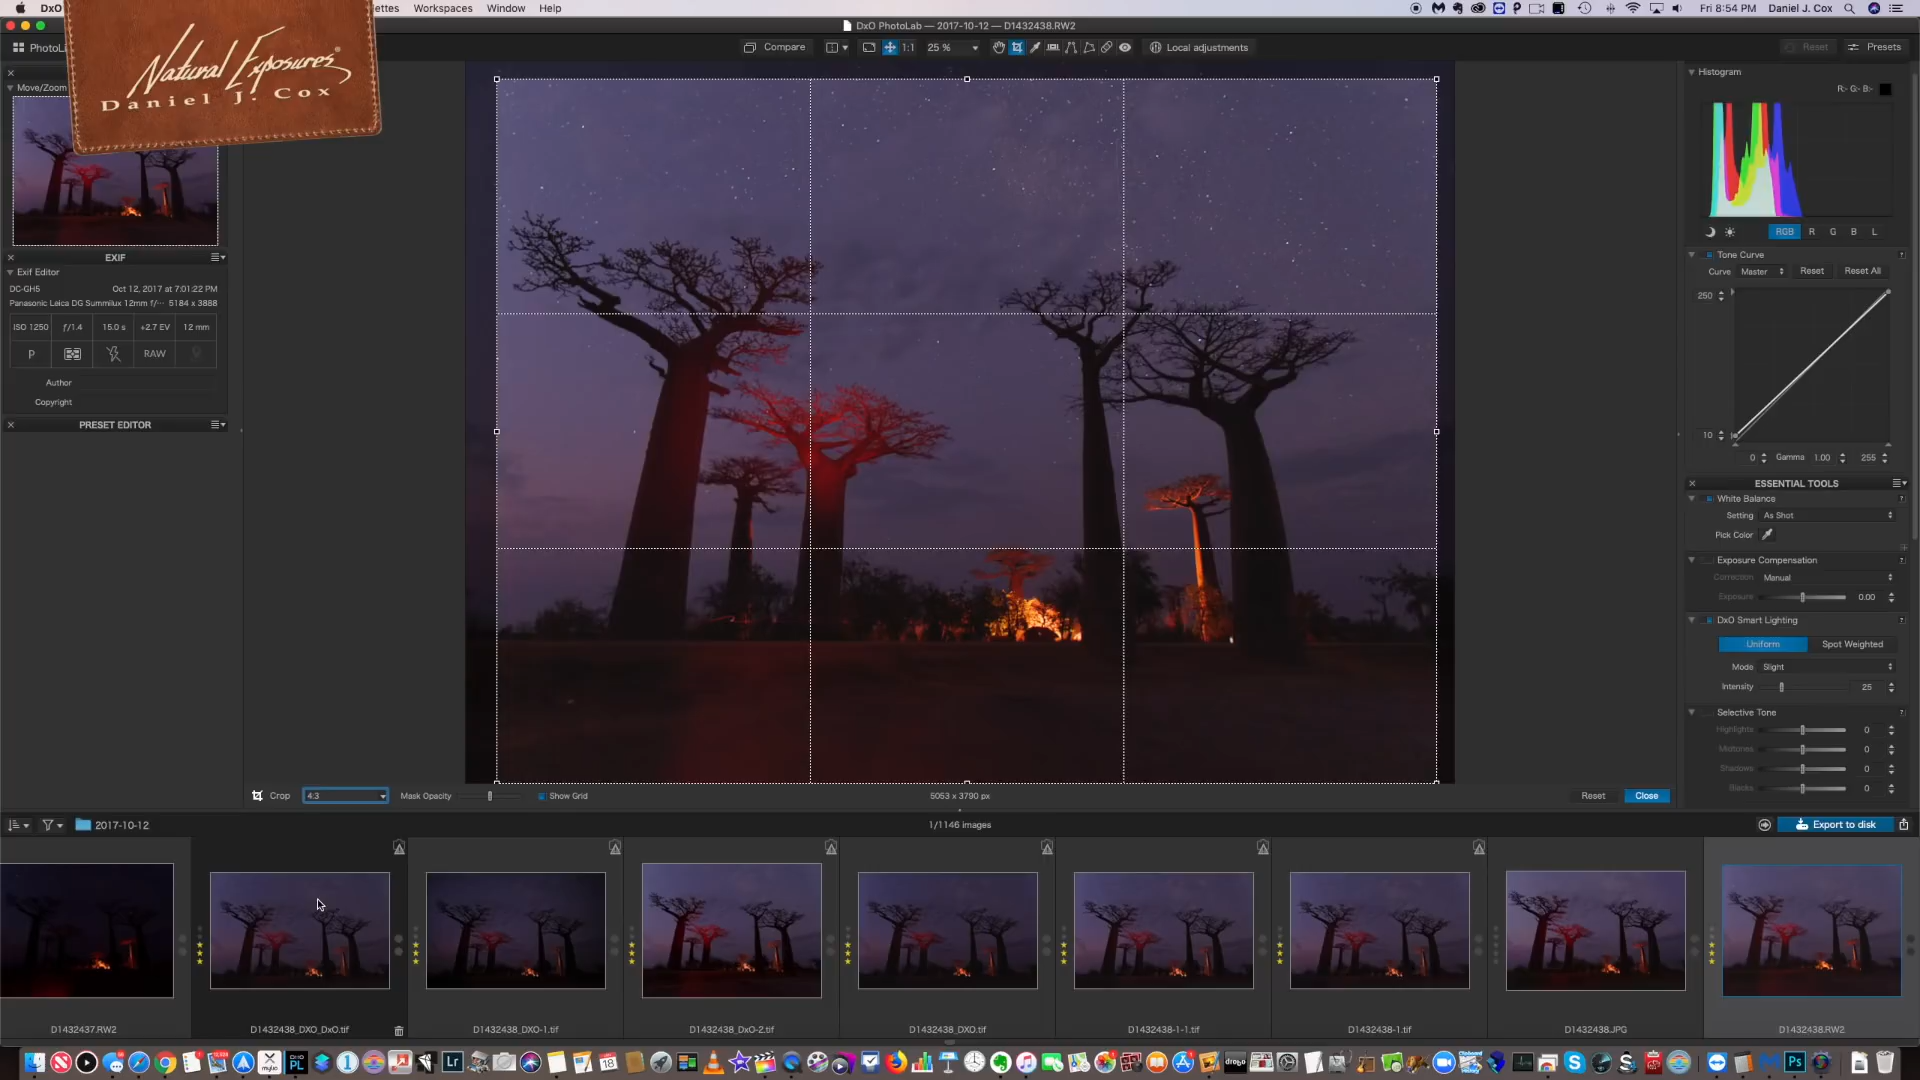 DxO
ettes
Workspaces
Window
Help
Fri 8:54 PM
Daniel J. Cox
DxO PhotoLab — 2017-10-12 — D1432438.RW2
Natural Exposures
Daniel J. Cox
PhotoL
Compare
1:1
25 %
Local adjustments
Reset
Presets
Move/Zoom
EXIF
Exif Editor
DC-GH5
Oct 12, 2017 at 7:01:22 PM
Panasonic Leica DG Summilux 12mm f/···
5184 x 3888
ISO 1250
ƒ/1.4
15.0 s
+2.7 EV
12 mm
P
RAW
Author
Copyright
PRESET EDITOR
Histogram
R:- G:- B:-
RGB
R
G
B
L
Tone Curve
Curve
Master
Reset
Reset All
250
10
0
Gamma
1.00
255
ESSENTIAL TOOLS
White Balance
Setting
As Shot
Pick Color
Exposure Compensation
Correction
Manual
Exposure
0.00
DxO Smart Lighting
Uniform
Spot Weighted
Mode
Slight
Intensity
25
Selective Tone
Highlights
0
Midtones
0
Shadows
0
Blacks
0
Crop
4:3
Mask Opacity
Show Grid
5053 x 3790 px
Reset
Close
2017-10-12
1/1146 images
Export to disk
D1432437.RW2
D1432438_DXO_DxO.tif
D1432438_DXO-1.tif
D1432438_DxO-2.tif
D1432438_DXO.tif
D1432438-1-1.tif
D1432438-1.tif
D1432438.JPG
D1432438.RW2
PL
Lr
18
drobo
Ps